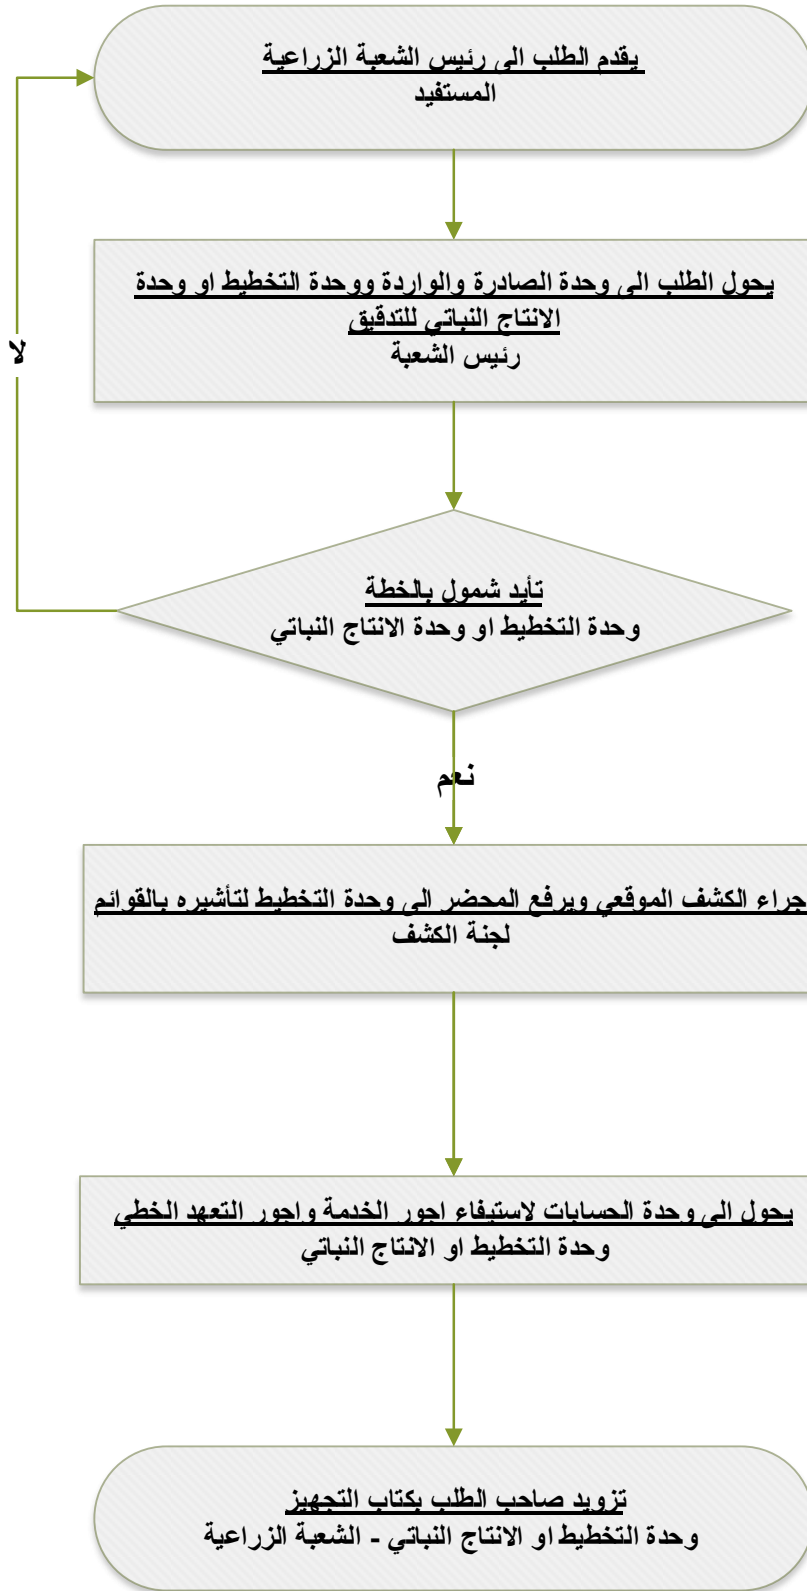 يقدم الطلب الى رئيس الشعبة الزراعية
المستفيد
يحول الطلب الى وحدة الصادرة والواردة ووحدة التخطيط او وحدة
الانتاج النباتي للتدقيق
رئيس الشعبة
لا
تأيد شمول بالخطة
وحدة التخطيط او وحدة الانتاج النباتي
نعم
جراء الكشف الموقعي ويرفع المحضر الى وحدة التخطيط لتأشيره بالقوائم
لجنة الكشف
يحول الى وحدة الحسابات لاستيفاء اجور الخدمة واجور التعهد الخطي
وحدة التخطيط او الانتاج النباتي
تزويد صاحب الطلب بكتاب التجهيز
وحدة التخطيط او الانتاج النباتي - الشعبة الزراعية